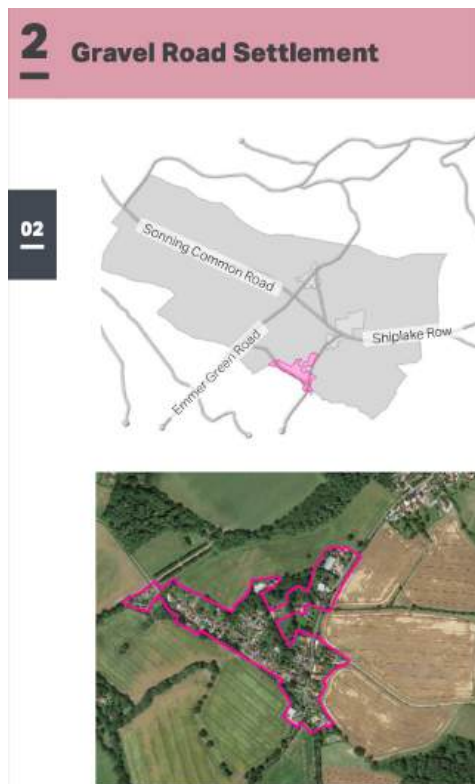 2 Gravel Road Settlement
02
Sonning Common Road
Emmer Green Road
Shiplake Row